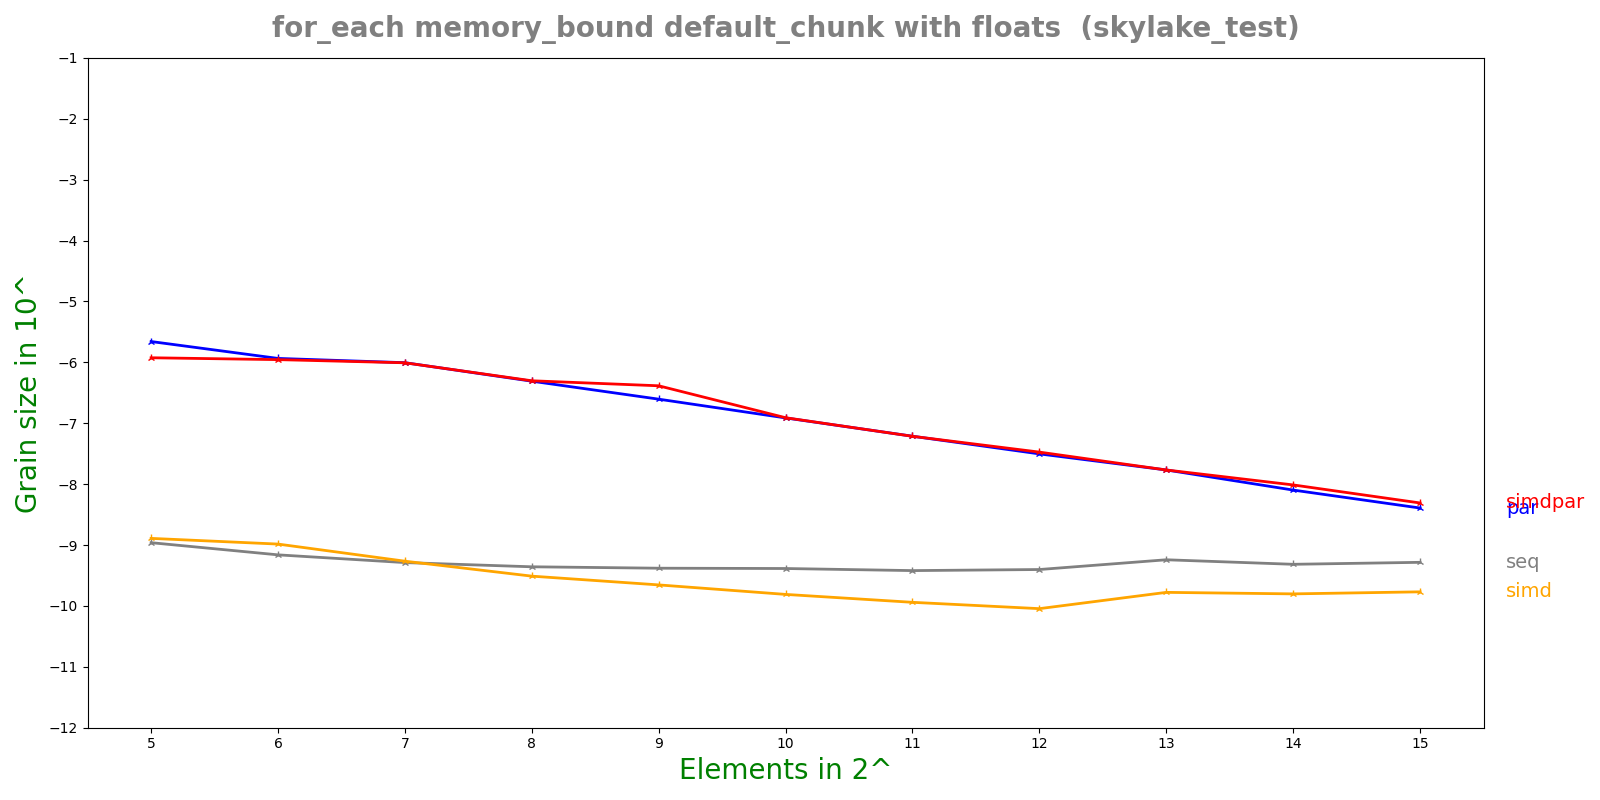 for_each memory_bound default_chunk with floats  (skylake_test)
Grain size in 10^
−1
−2
−3
−4
−5
−6
−7
−8
−9
−10
−11
−12
simdpar
par
seq
simd
5 6 7 8 9 10 11 12 13 14 15
Elements in 2^